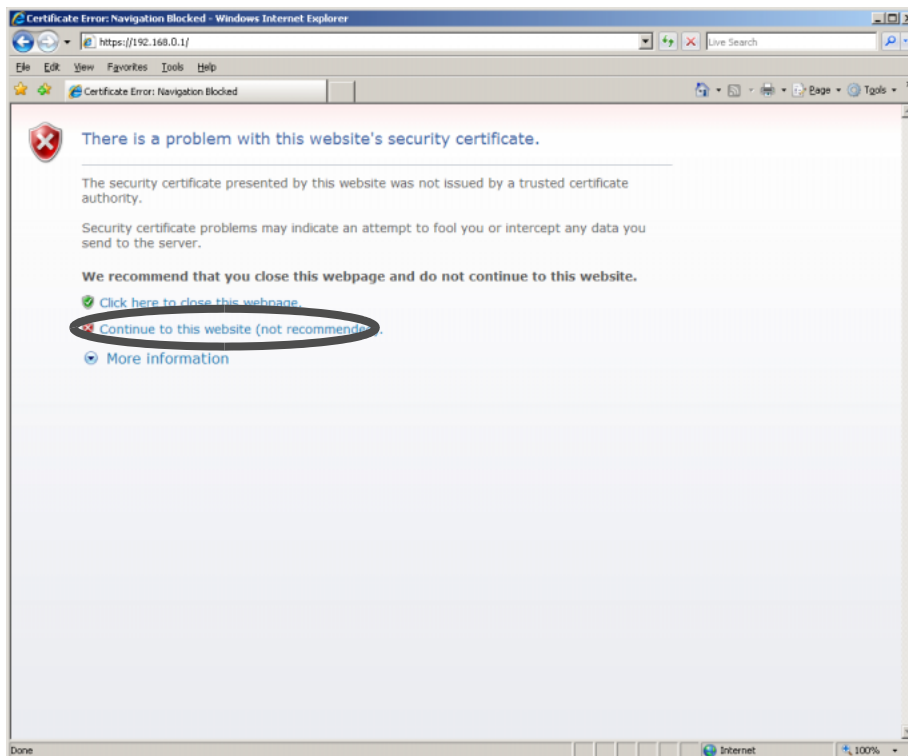 Certificate Error: Navigation Blocked - Windows Internet Explorer
https://192.168.0.1/
Live Search
File Edit View Favorites Tools Help
Certificate Error: Navigation Blocked
Page Tools
There is a problem with this website's security certificate.
The security certificate presented by this website was not issued by a trusted certificate
authority.
Security certificate problems may indicate an attempt to fool you or intercept any data you
send to the server.
We recommend that you close this webpage and do not continue to this website.
Click here to close this webpage.
Continue to this website (not recommended).
More information
Done
Internet
100%